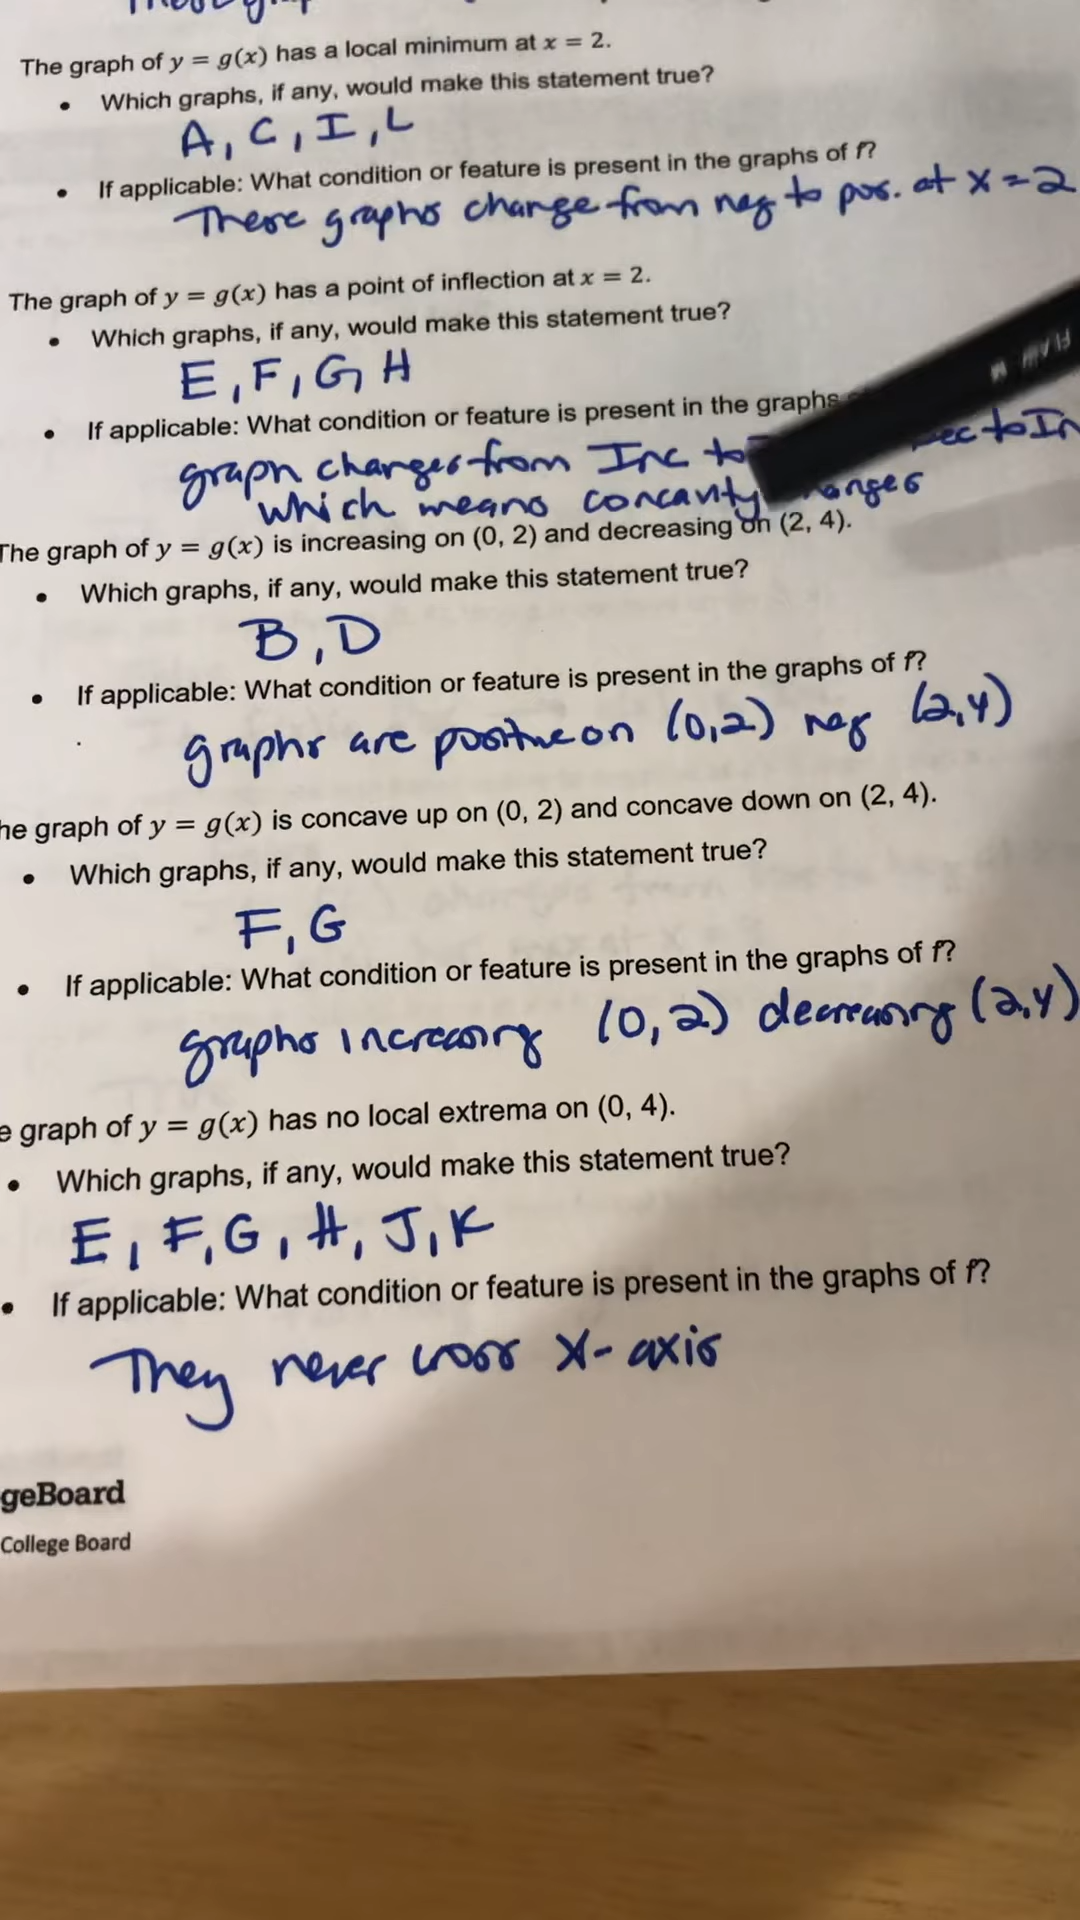 The graph of y = g(x) has a local minimum at x = 2.
• Which graphs, if any, would make this statement true?
A, C, I, L
• If applicable: What condition or feature is present in the graphs of f?
These graphs change from neg to pos. at x = 2
The graph of y = g(x) has a point of inflection at x = 2.
• Which graphs, if any, would make this statement true?
E, F, G, H
• If applicable: What condition or feature is present in the graphs
graph changes from Inc to Dec to In
which means concavity changes
The graph of y = g(x) is increasing on (0, 2) and decreasing on (2, 4).
• Which graphs, if any, would make this statement true?
B, D
• If applicable: What condition or feature is present in the graphs of f?
graphs are positive on (0,2) neg (2,4)
he graph of y = g(x) is concave up on (0, 2) and concave down on (2, 4).
• Which graphs, if any, would make this statement true?
F, G
• If applicable: What condition or feature is present in the graphs of f?
graphs increasing (0,2) decreasing (2,4)
e graph of y = g(x) has no local extrema on (0, 4).
• Which graphs, if any, would make this statement true?
E, F, G, H, J, K
• If applicable: What condition or feature is present in the graphs of f?
They never cross x-axis
geBoard
College Board